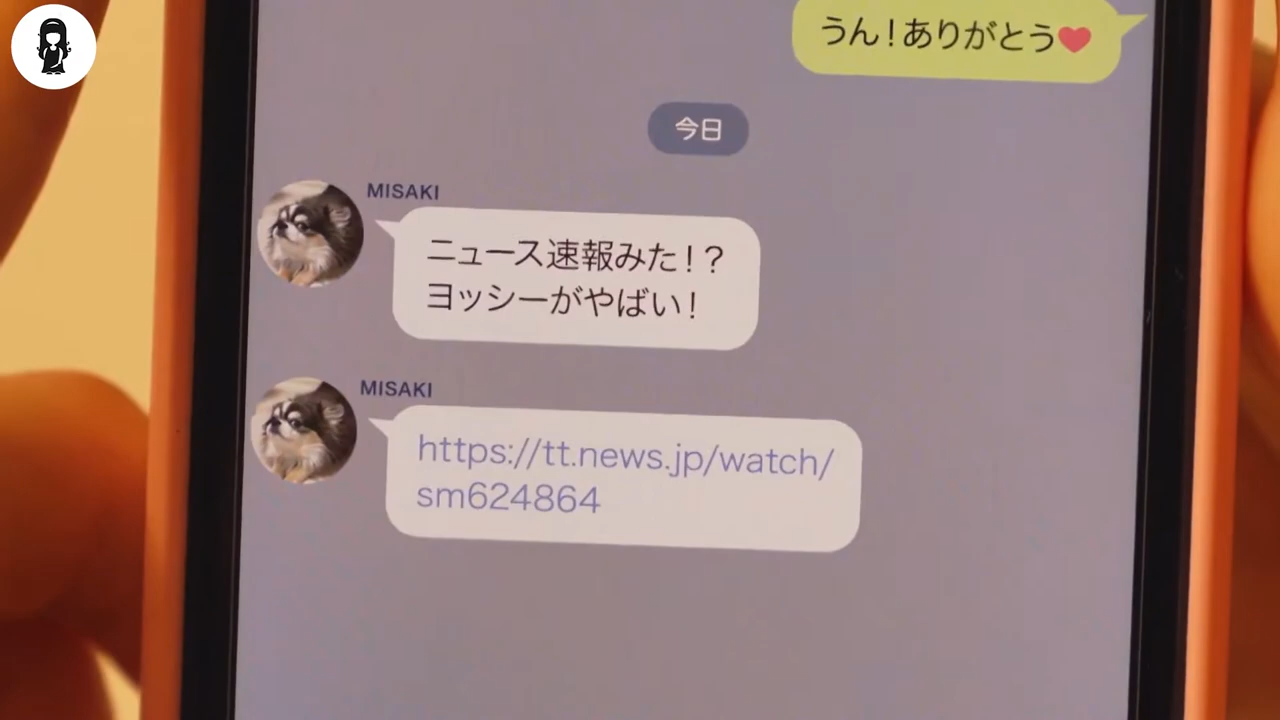 うん！ありがとう❤
今日
MISAKI
ニュース速報みた！？
ヨッシーがやばい！
MISAKI
https://tt.news.jp/watch/
sm624864